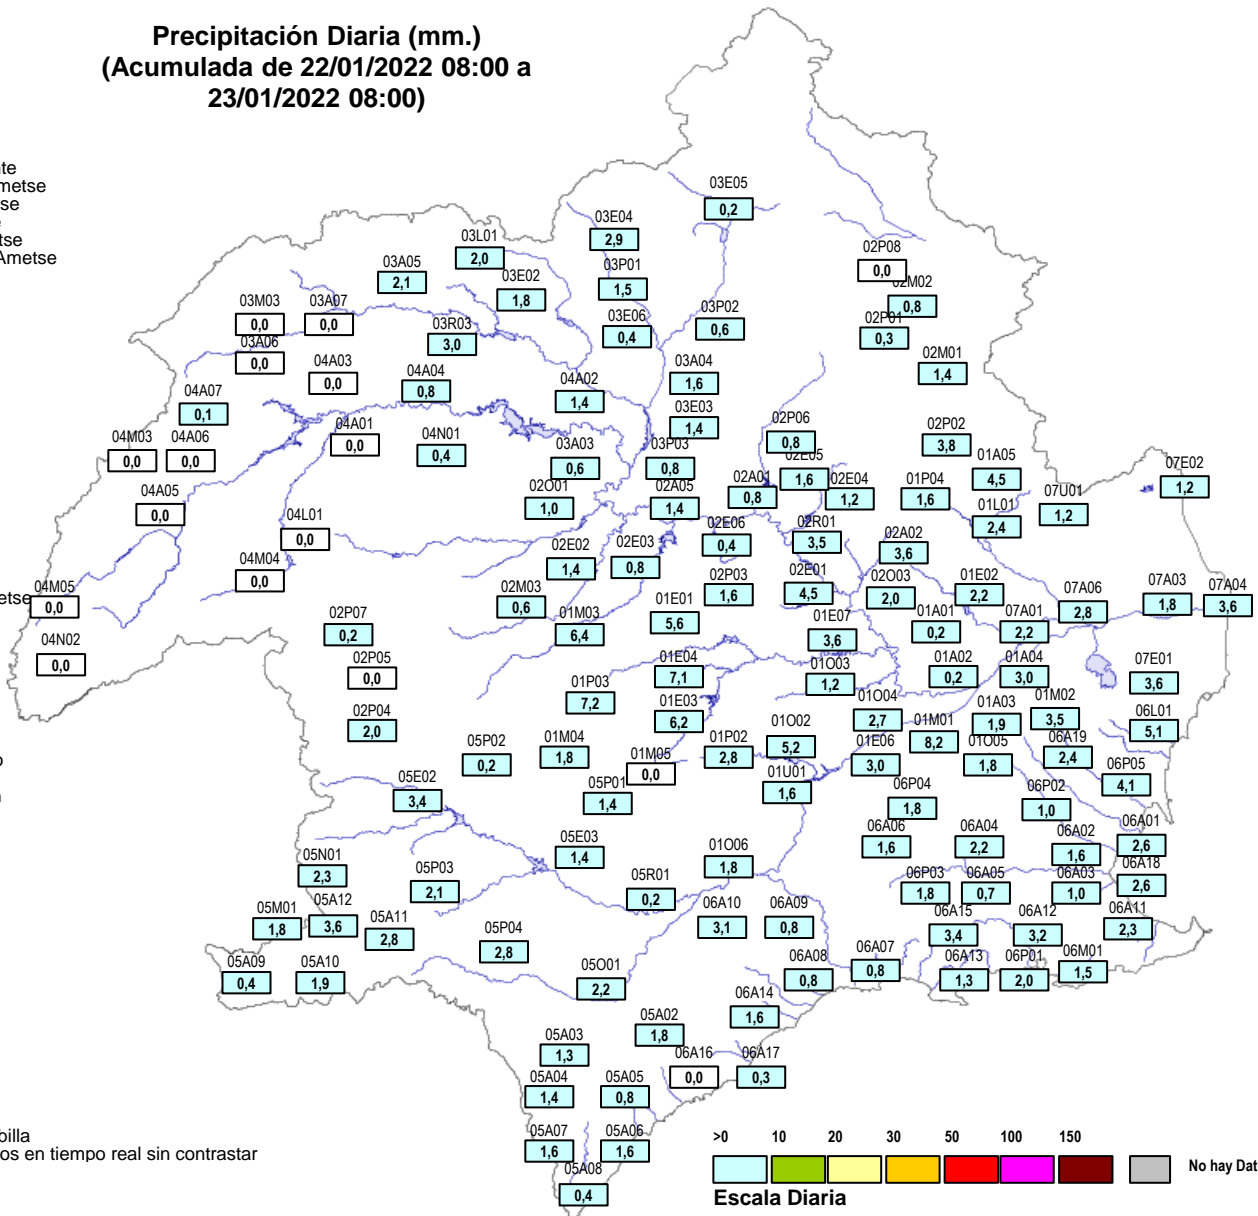 Precipitación Diaria (mm.)
(Acumulada de 22/01/2022 08:00 a
23/01/2022 08:00)
03E05
0,2
03E04
2,9
03L01
2,0
02P08
0,0
03A05
2,1
03E02
1,8
03P01
1,5
02M02
0,8
03M03
0,0
03A07
0,0
03R03
3,0
03E06
0,4
03P02
0,6
02P01
0,3
03A06
0,0
04A03
0,0
04A04
0,8
04A02
1,4
03A04
1,6
02M01
1,4
04A07
0,1
03E03
1,4
04M03
0,0
04A06
0,0
04A01
0,0
04N01
0,4
03A03
0,6
03P03
0,8
02P06
0,8
02P02
3,8
01A05
4,5
07E02
1,2
04A05
0,0
02O01
1,0
02A05
1,4
02A01
0,8
02E05
1,6
02E04
1,2
01P04
1,6
01L01
2,4
07U01
1,2
04L01
0,0
02E06
0,4
02R01
3,5
02A02
3,6
04M04
0,0
02E02
1,4
02E03
0,8
04M05
0,0
02M03
0,6
02P03
1,6
02E01
4,5
02O03
2,0
01E02
2,2
07A06
2,8
07A03
1,8
07A04
3,6
04N02
0,0
02P07
0,2
01M03
6,4
01E01
5,6
01E07
3,6
01A01
0,2
07A01
2,2
02P05
0,0
01P03
7,2
01E04
7,1
01O03
1,2
01A02
0,2
01A04
3,0
07E01
3,6
02P04
2,0
01E03
6,2
01O04
2,7
01A03
1,9
01M02
3,5
06L01
5,1
05P02
0,2
01M04
1,8
01M05
0,0
01P02
2,8
01O02
5,2
01E06
3,0
01M01
8,2
01O05
1,8
06A19
2,4
06P05
4,1
05E02
3,4
05P01
1,4
01U01
1,6
06P04
1,8
06P02
1,0
05E03
1,4
06A06
1,6
06A04
2,2
06A02
1,6
06A01
2,6
05N01
2,3
05P03
2,1
01O06
1,8
05R01
0,2
06P03
1,8
06A05
0,7
06A03
1,0
06A18
2,6
05M01
1,8
05A12
3,6
05A11
2,8
05P04
2,8
06A10
3,1
06A09
0,8
06A15
3,4
06A12
3,2
06A11
2,3
05A09
0,4
05A10
1,9
05O01
2,2
06A08
0,8
06A07
0,8
06A13
1,3
06P01
2,0
06M01
1,5
06A14
1,6
05A03
1,3
05A02
1,8
06A16
0,0
06A17
0,3
05A04
1,4
05A05
0,8
05A07
1,6
05A06
1,6
05A08
0,4
os en tiempo real sin contrastar
>0 10 20 30 50 100 150
No hay Dat
Escala Diaria